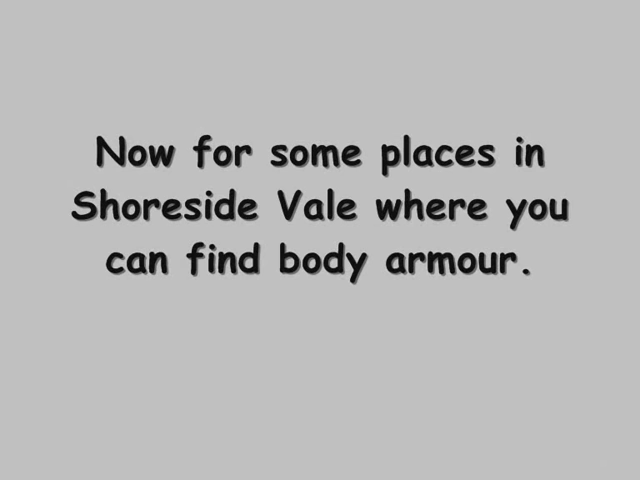 Now for some places in
Shoreside Vale where you
can find body armour.